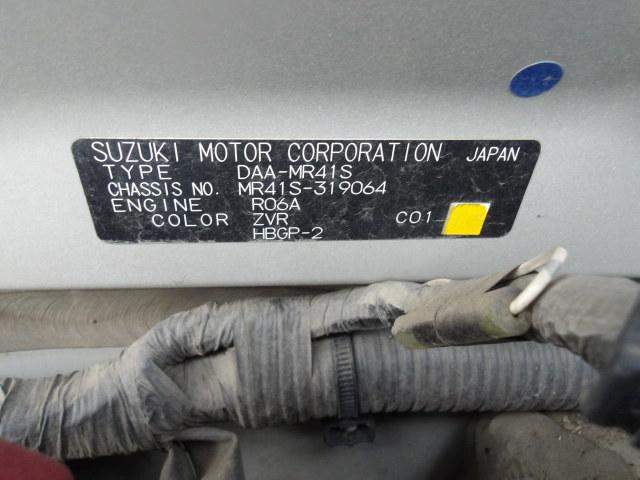 SUZUKI MOTOR CORPORATION JAPAN
TYPE DAA-MR41S
CHASSIS NO. MR41S-319064
ENGINE R06A
COLOR ZVR C01
HBGP-2